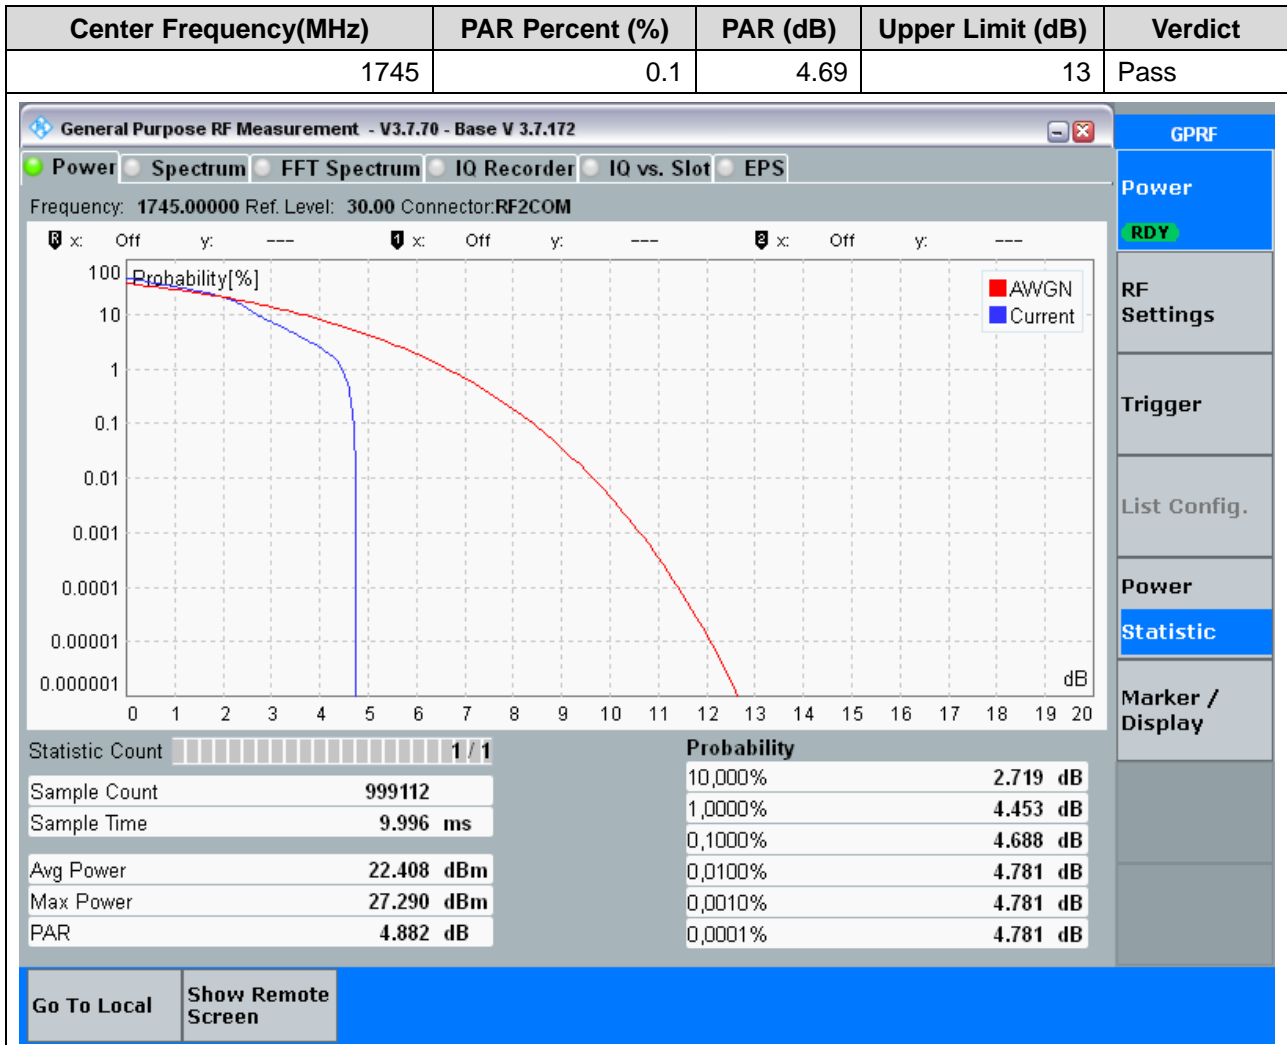 Center Frequency(MHz) PAR Percent (%) PAR (dB) Upper Limit (dB) Verdict
1745 0.1 4.69 13 Pass
General Purpose RF Measurement - V3.7.70 - Base V 3.7.172
GPRF
Power Spectrum FFT Spectrum IQ Recorder IQ vs. Slot EPS
Power
RDY
Frequency: 1745.00000 Ref. Level: 30.00 Connector:RF2COM
R x: Off y: --- 1 x: Off y: --- 2 x: Off y: ---
Probability[%]
AWGN
Current
100
10
1
0.1
0.01
0.001
0.0001
0.00001
0.000001
dB
0 1 2 3 4 5 6 7 8 9 10 11 12 13 14 15 16 17 18 19 20
RF
Settings
Trigger
List Config.
Power
Statistic
Marker /
Display
Statistic Count 1 / 1
Sample Count 999112
Sample Time 9.996 ms
Avg Power 22.408 dBm
Max Power 27.290 dBm
PAR 4.882 dB
Probability
10,000% 2.719 dB
1,0000% 4.453 dB
0,1000% 4.688 dB
0,0100% 4.781 dB
0,0010% 4.781 dB
0,0001% 4.781 dB
Go To Local
Show Remote
Screen